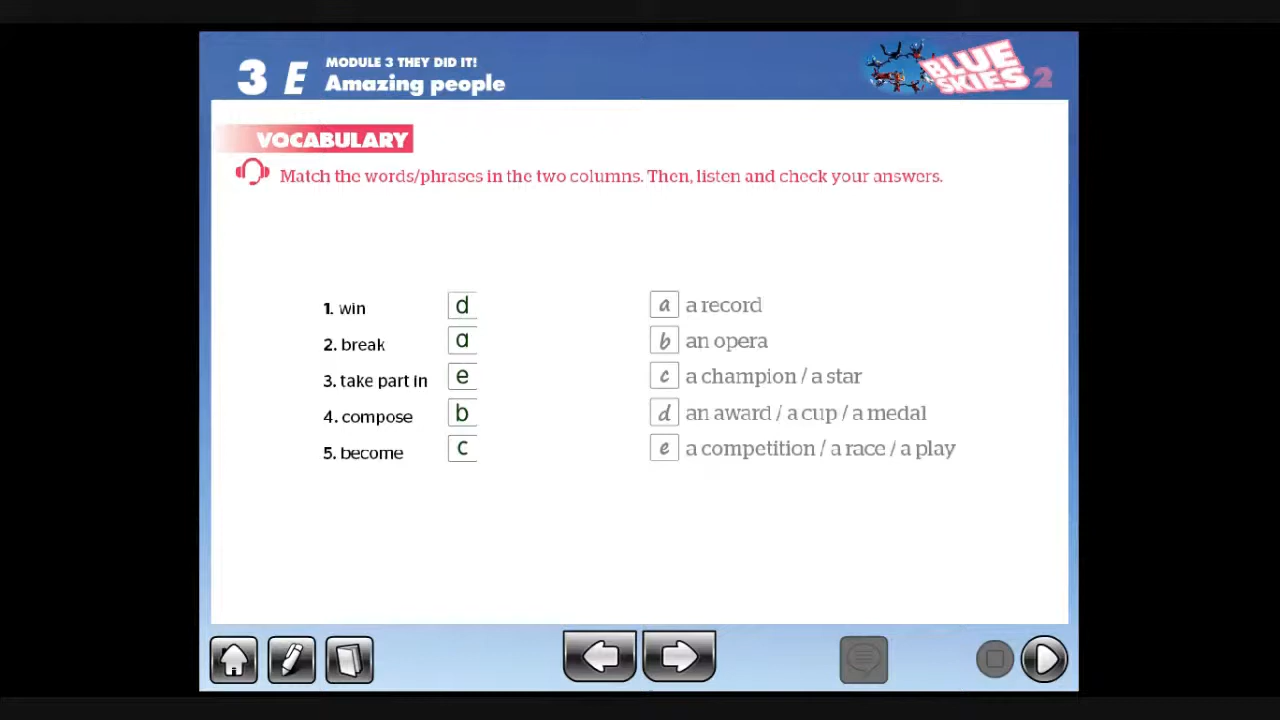 3 E
MODULE 3 THEY DID IT!
Amazing people
BLUE
SKIES 2
VOCABULARY
Match the words/phrases in the two columns. Then, listen and check your answers.
1. win d a a record
2. break a b an opera
3. take part in e c a champion / a star
4. compose b d an award / a cup / a medal
5. become c e a competition / a race / a play